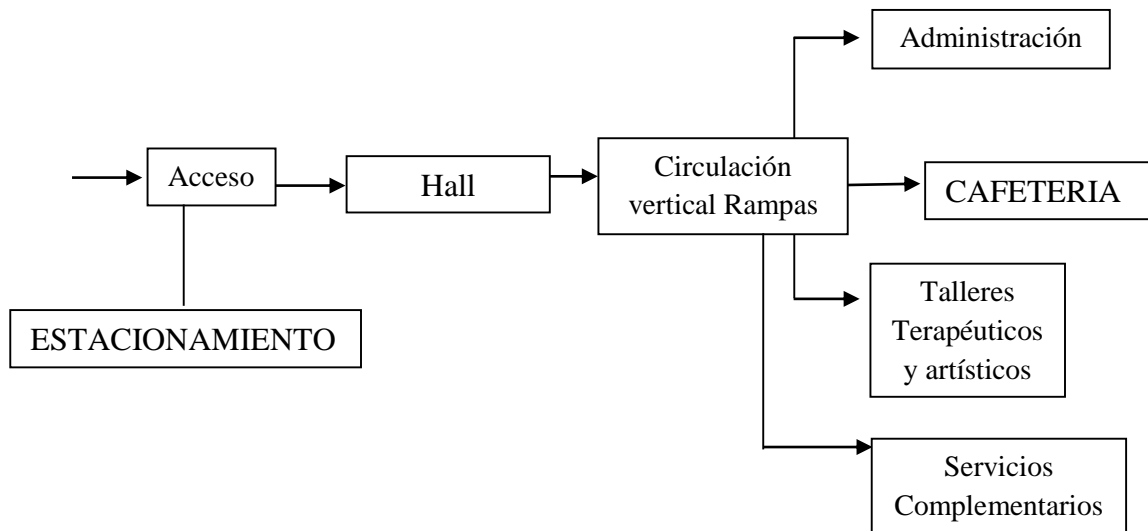 Administración
Acceso
Hall
Circulación
vertical Rampas
CAFETERIA
ESTACIONAMIENTO
Talleres
Terapéuticos
y artísticos
Servicios
Complementarios